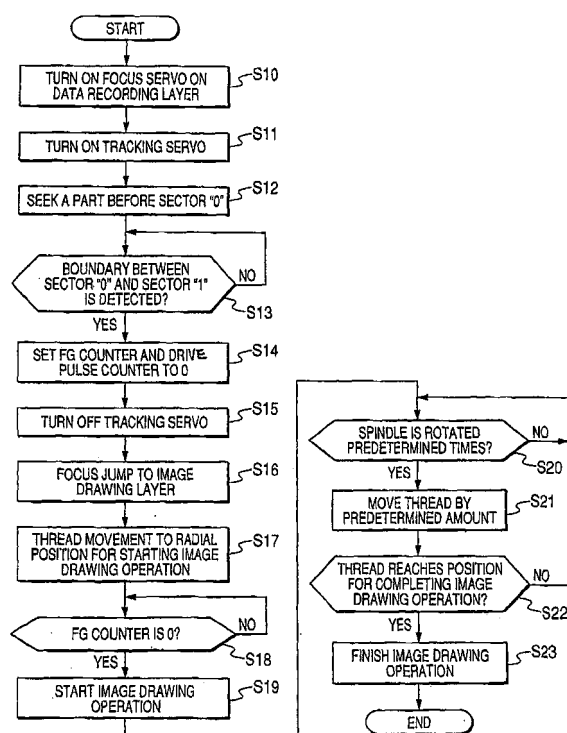 START
TURN ON FOCUS SERVO ON
DATA RECORDING LAYER
S10
TURN ON TRACKING SERVO
S11
SEEK A PART BEFORE SECTOR "0"
S12
BOUNDARY BETWEEN
SECTOR "0" AND SECTOR "1"
IS DETECTED?
NO
S13
YES
SET FG COUNTER AND DRIVE
PULSE COUNTER TO 0
S14
TURN OFF TRACKING SERVO
S15
FOCUS JUMP TO IMAGE
DRAWING LAYER
S16
THREAD MOVEMENT TO RADIAL
POSITION FOR STARTING IMAGE
DRAWING OPERATION
S17
FG COUNTER IS 0?
NO
S18
YES
START IMAGE DRAWING
OPERATION
S19
SPINDLE IS ROTATED
PREDETERMINED TIMES?
NO
S20
YES
MOVE THREAD BY
PREDETERMINED AMOUNT
S21
THREAD REACHES POSITION
FOR COMPLETING IMAGE
DRAWING OPERATION?
NO
S22
YES
FINISH IMAGE DRAWING
OPERATION
S23
END